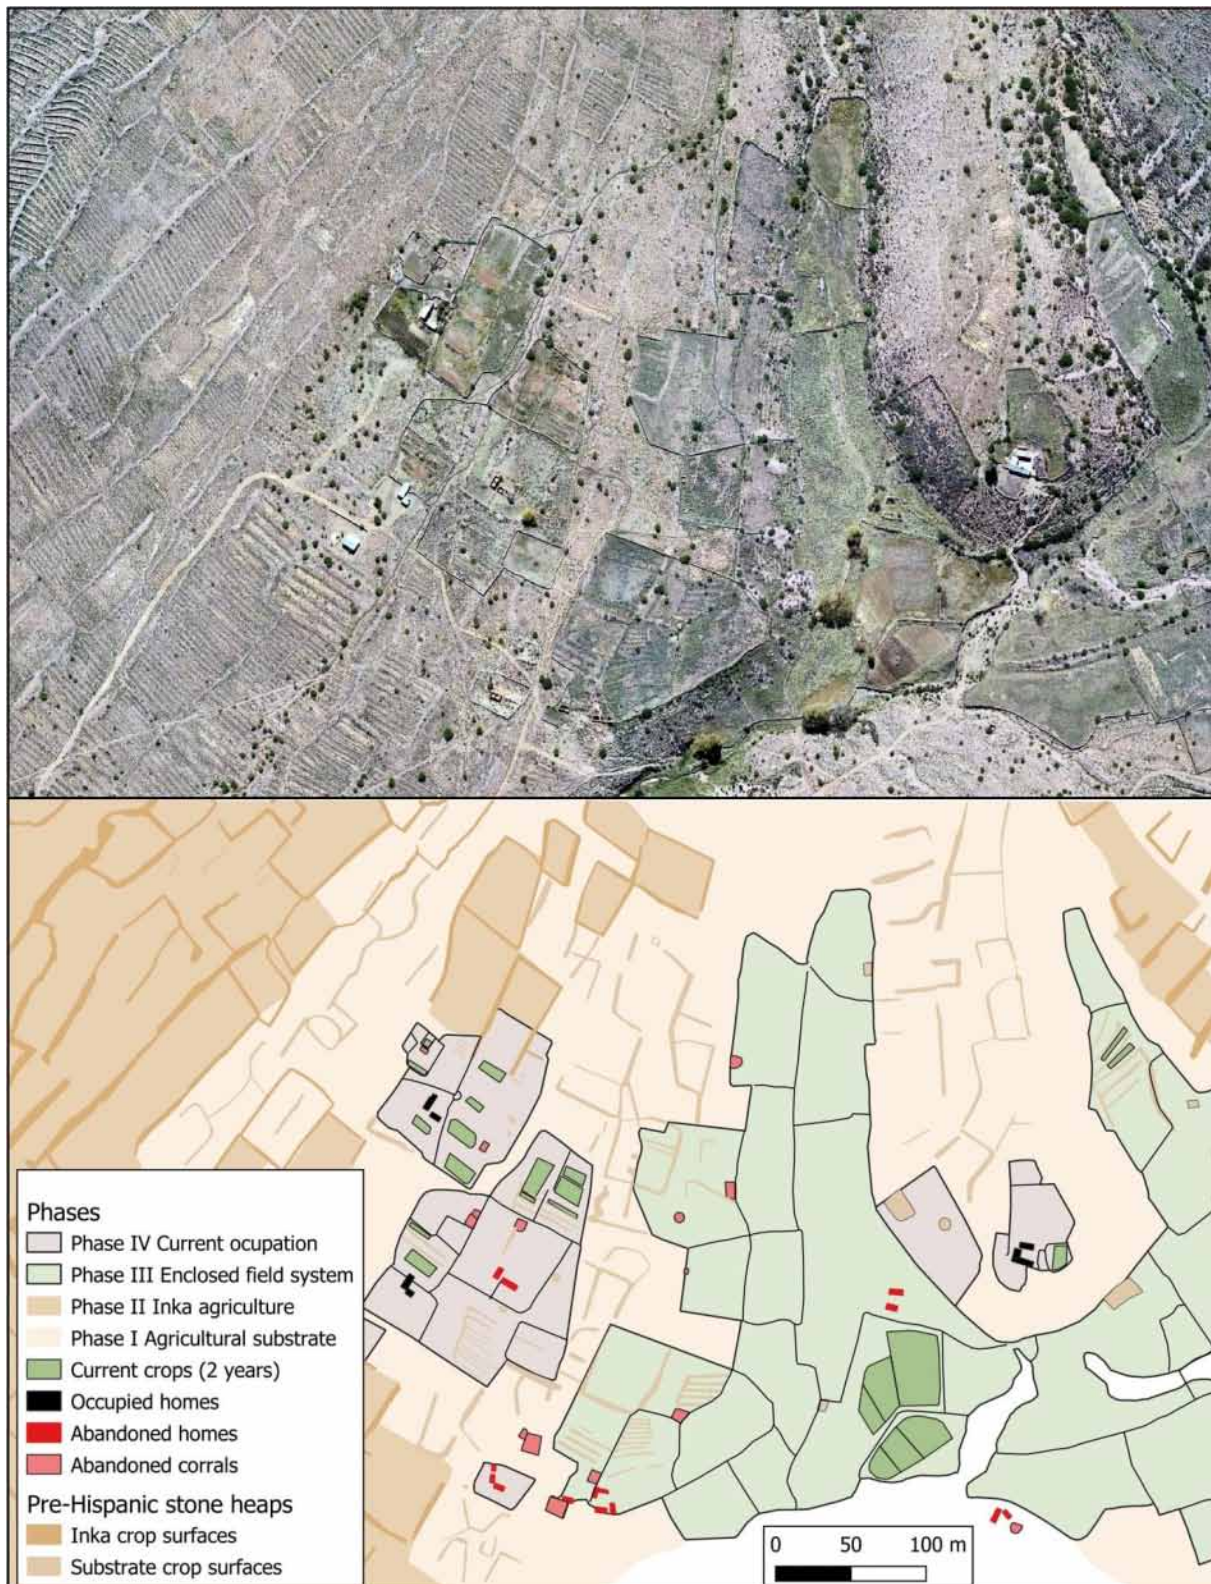 Phases
Phase IV Current ocupation
Phase III Enclosed field system
Phase II Inka agriculture
Phase I Agricultural substrate
Current crops (2 years)
Occupied homes
Abandoned homes
Abandoned corrals
Pre-Hispanic stone heaps
Inka crop surfaces
Substrate crop surfaces
0 50 100 m